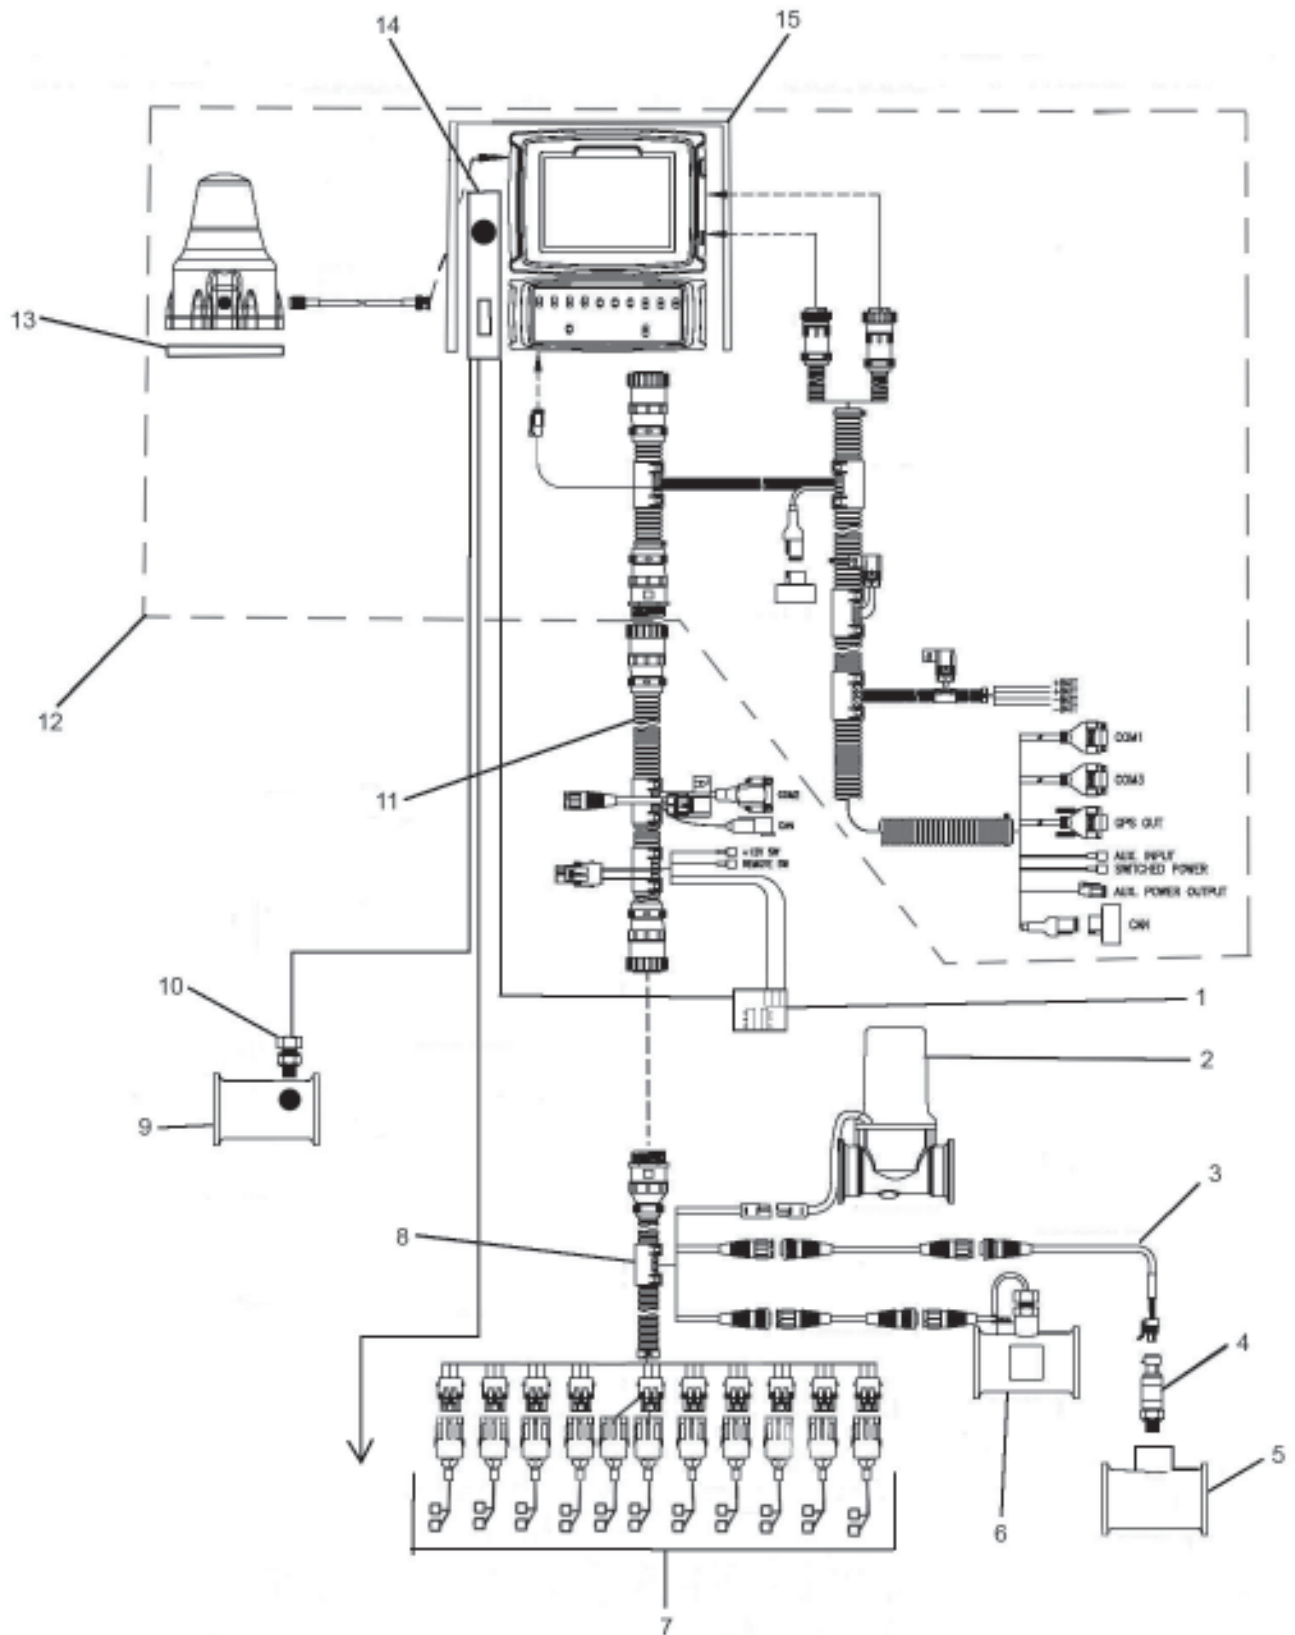 14
15
13
12
11
COM1
COM3
COM2
GPS OUT
CAN
+12V SW
REMOTE SW
AUX. INPUT
SWITCHED POWER
AUX. POWER OUTPUT
CAN
10
1
2
9
3
8
4
5
6
7